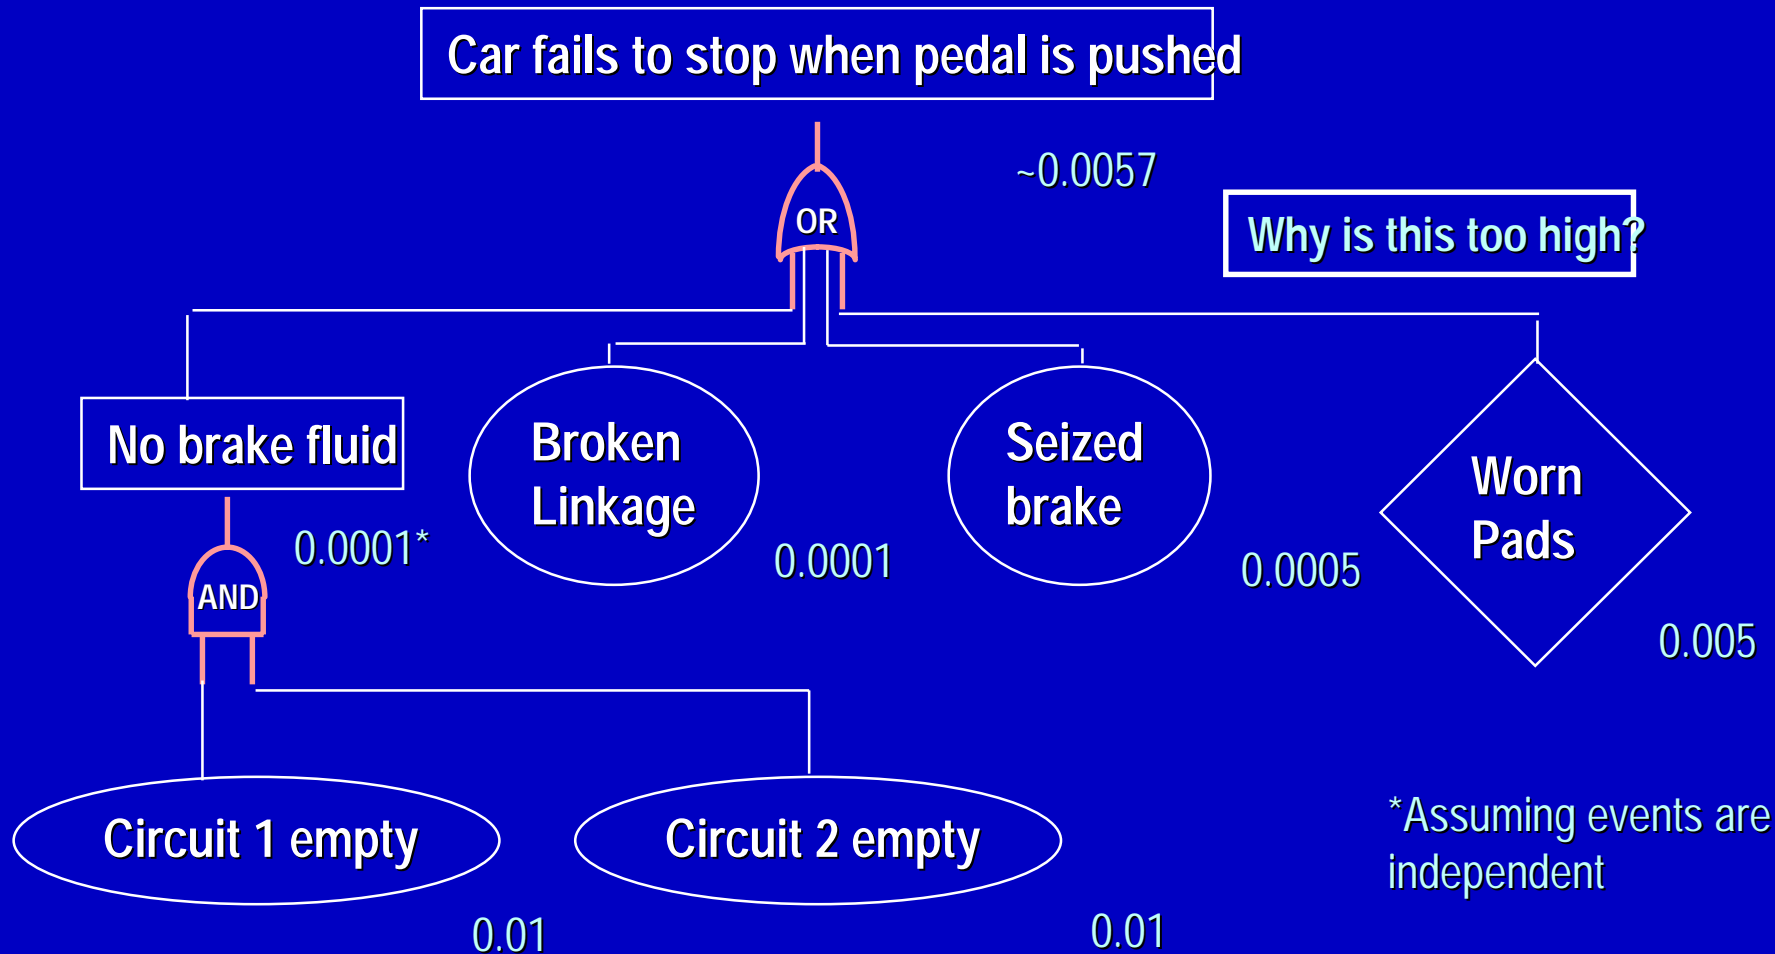 Car fails to stop when pedal is pushed
~0.0057
OR
Why is this too high?
No brake fluid
Broken
Linkage
Seized
brake
Worn
Pads
0.0001*
0.0001
0.0005
0.005
AND
Circuit 1 empty
Circuit 2 empty
0.01
0.01
*Assuming events are
independent